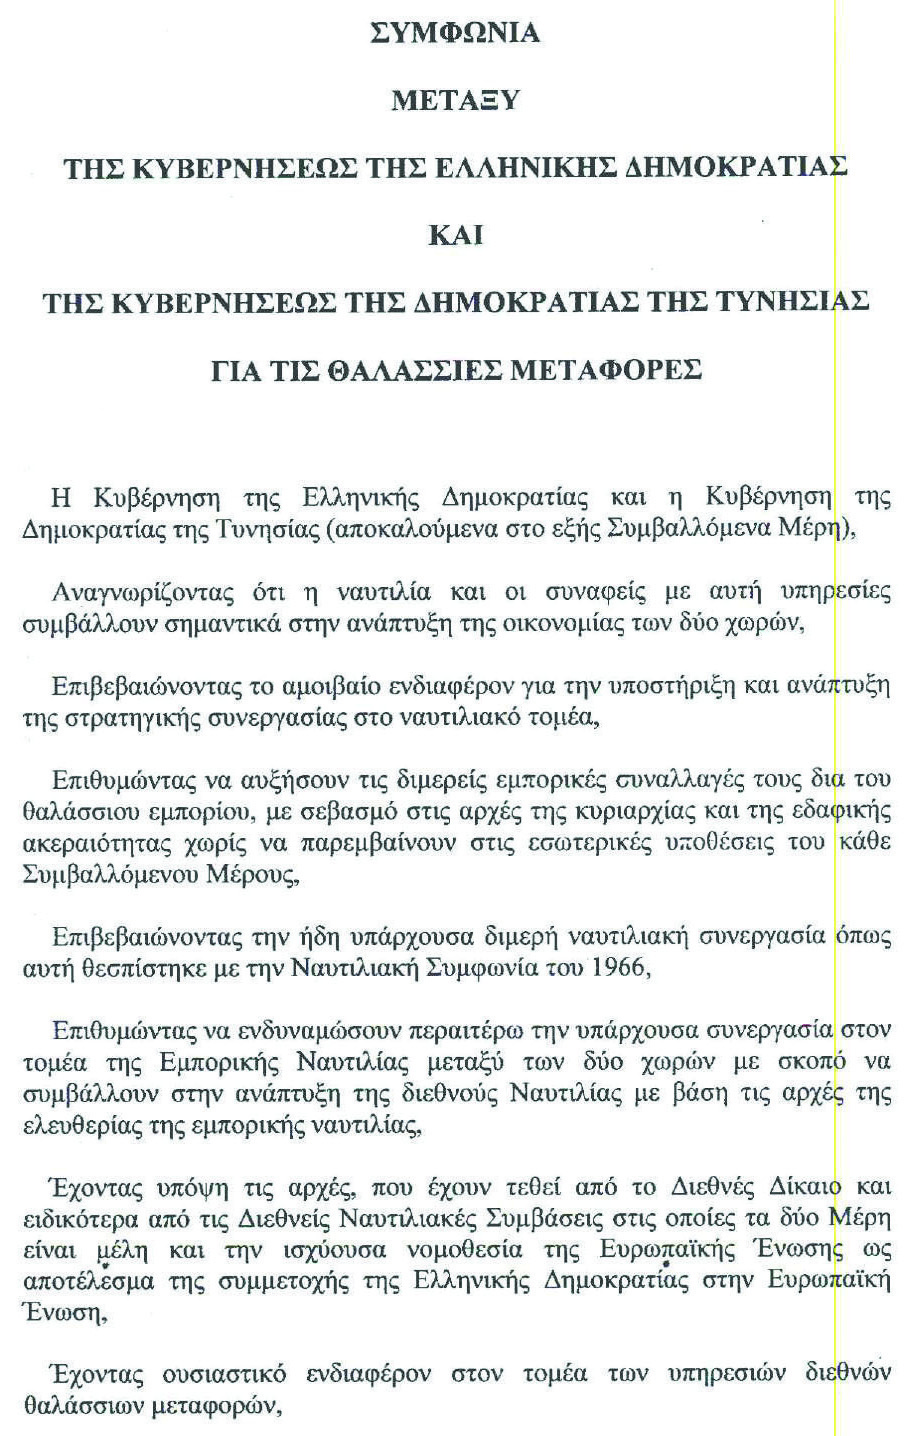 ΣΥΜΦΩΝΙΑ
ΜΕΤΑΞΥ
ΤΗΣ ΚΥΒΕΡΝΗΣΕΩΣ ΤΗΣ ΕΛΛΗΝΙΚΗΣ ΔΗΜΟΚΡΑΤΙΑΣ
ΚΑΙ
ΤΗΣ ΚΥΒΕΡΝΗΣΕΩΣ ΤΗΣ ΔΗΜΟΚΡΑΤΙΑΣ ΤΗΣ ΤΥΝΗΣΙΑΣ
ΓΙΑ ΤΙΣ ΘΑΛΑΣΣΙΕΣ ΜΕΤΑΦΟΡΕΣ
Η Κυβέρνηση της Ελληνικής Δημοκρατίας και η Κυβέρνηση της
Δημοκρατίας της Τυνησίας (αποκαλούμενα στο εξής Συμβαλλόμενα Μέρη),
Αναγνωρίζοντας ότι η ναυτιλία και οι συναφείς με αυτή υπηρεσίες
συμβάλλουν σημαντικά στην ανάπτυξη της οικονομίας των δύο χωρών,
Επιβεβαιώνοντας το αμοιβαίο ενδιαφέρον για την υποστήριξη και ανάπτυξη
της στρατηγικής συνεργασίας στο ναυτιλιακό τομέα,
Επιθυμώντας να αυξήσουν τις διμερείς εμπορικές συναλλαγές τους δια του
θαλάσσιου εμπορίου, με σεβασμό στις αρχές της κυριαρχίας και της εδαφικής
ακεραιότητας χωρίς να παρεμβαίνουν στις εσωτερικές υποθέσεις του κάθε
Συμβαλλόμενου Μέρους,
Επιβεβαιώνοντας την ήδη υπάρχουσα διμερή ναυτιλιακή συνεργασία όπως
αυτή θεσπίστηκε με την Ναυτιλιακή Συμφωνία του 1966,
Επιθυμώντας να ενδυναμώσουν περαιτέρω την υπάρχουσα συνεργασία στον
τομέα της Εμπορικής Ναυτιλίας μεταξύ των δύο χωρών με σκοπό να
συμβάλλουν στην ανάπτυξη της διεθνούς Ναυτιλίας με βάση τις αρχές της
ελευθερίας της εμπορικής ναυτιλίας,
Έχοντας υπόψη τις αρχές, που έχουν τεθεί από το Διεθνές Δίκαιο και
ειδικότερα από τις Διεθνείς Ναυτιλιακές Συμβάσεις στις οποίες τα δύο Μέρη
είναι μέλη και την ισχύουσα νομοθεσία της Ευρωπαϊκής Ένωσης ως
αποτέλεσμα της συμμετοχής της Ελληνικής Δημοκρατίας στην Ευρωπαϊκή
Ένωση,
Έχοντας ουσιαστικό ενδιαφέρον στον τομέα των υπηρεσιών διεθνών
θαλάσσιων μεταφορών,